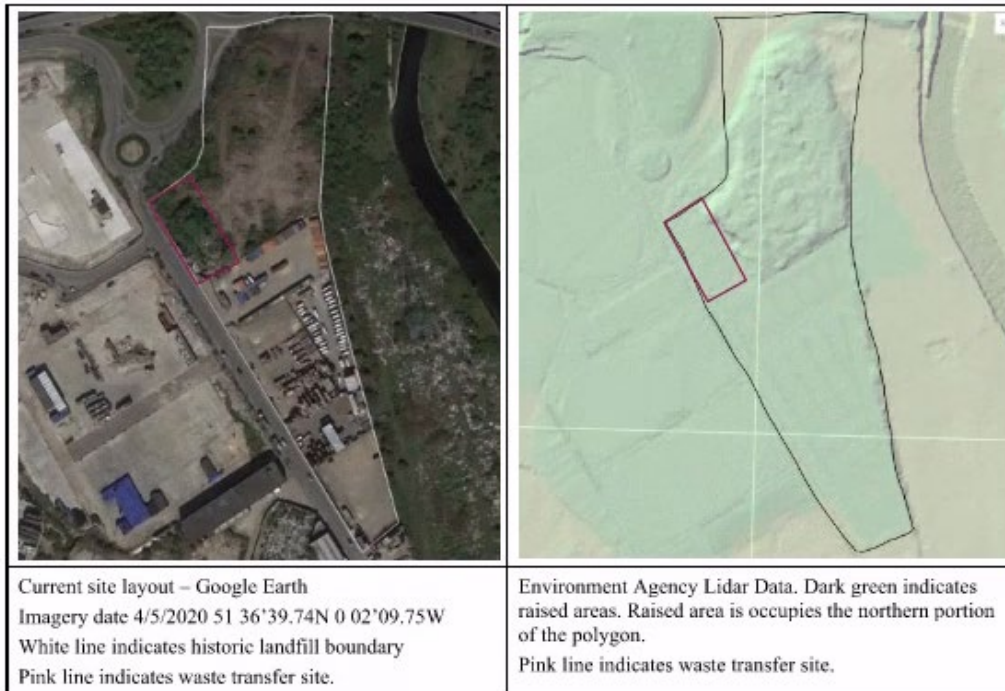 Current site layout – Google Earth
Imagery date 4/5/2020 51 36’39.74N 0 02’09.75W
White line indicates historic landfill boundary
Pink line indicates waste transfer site.
Environment Agency Lidar Data. Dark green indicates
raised areas. Raised area is occupies the northern portion
of the polygon.
Pink line indicates waste transfer site.